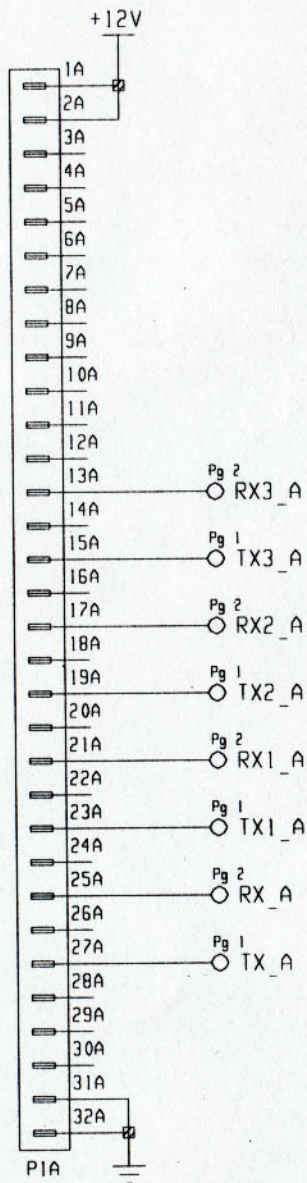 +12V
1A
2A
3A
4A
5A
6A
7A
8A
9A
10A
11A
12A
Pg 2
13A RX3_A
14A
Pg 1
15A TX3_A
16A
Pg 2
17A RX2_A
18A
Pg 1
19A TX2_A
20A
Pg 2
21A RX1_A
22A
Pg 1
23A TX1_A
24A
Pg 2
25A RX_A
26A
Pg 1
27A TX_A
28A
29A
30A
31A
32A
P1A